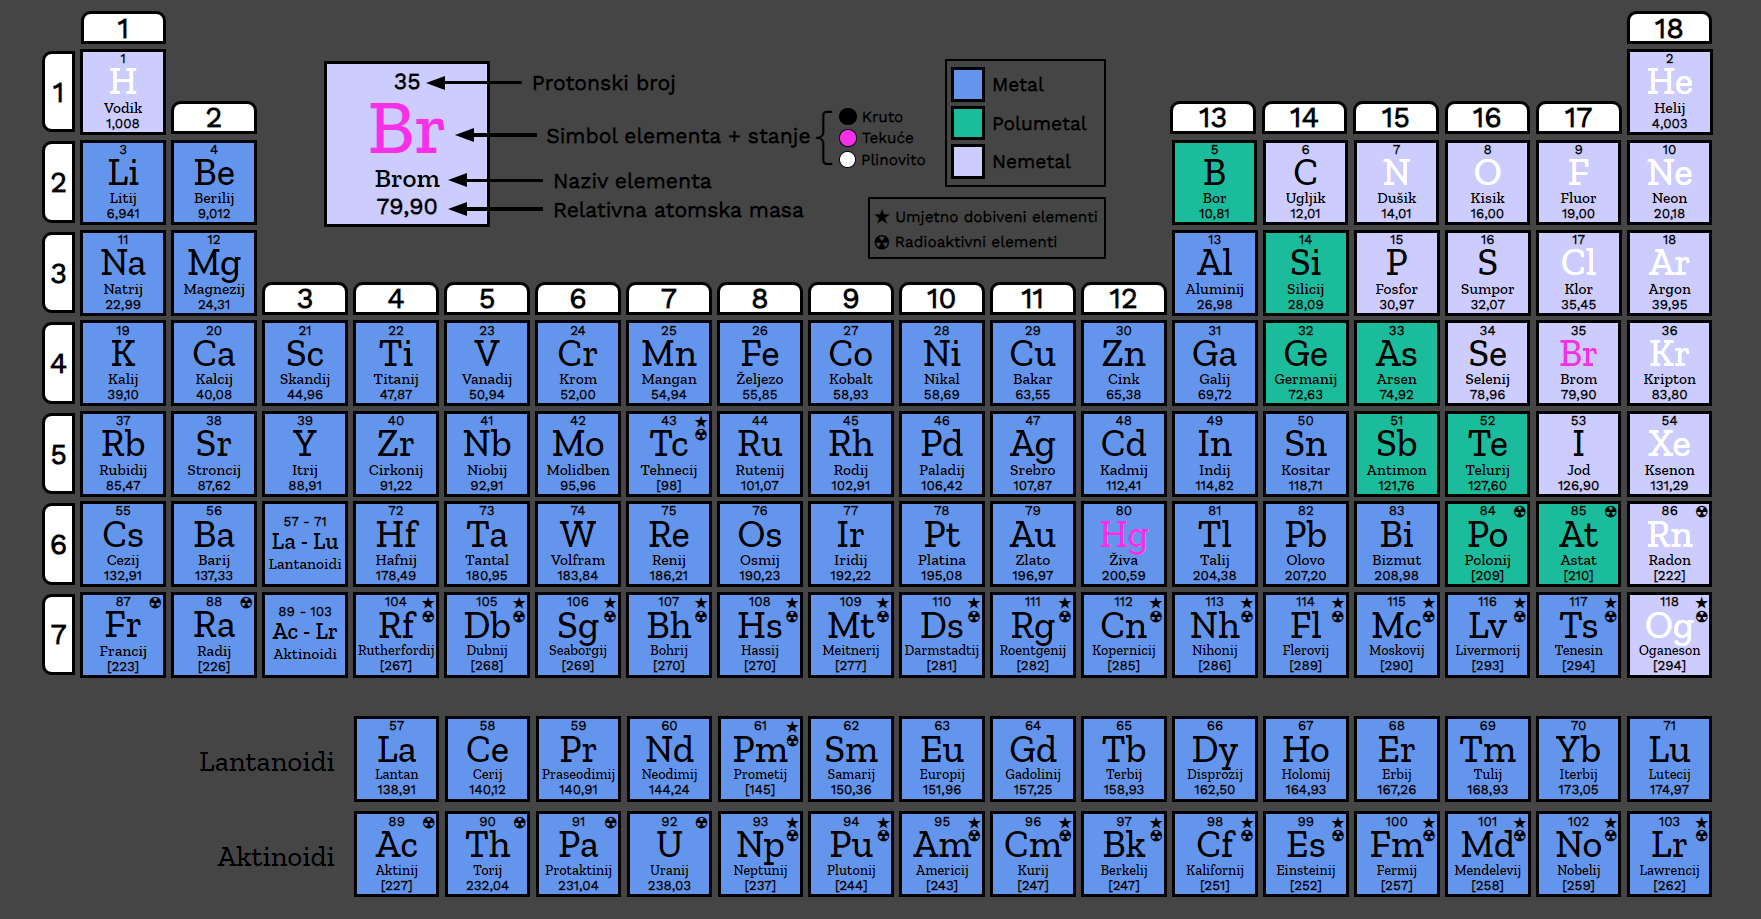 1
18
1
1
H
Vodik
1,008
2
He
Helij
4,003
35
Protonski broj
Br
Simbol elementa + stanje
Kruto
Tekuće
Plinovito
Brom
Naziv elementa
79,90
Relativna atomska masa
Metal
Polumetal
Nemetal
Umjetno dobiveni elementi
Radioaktivni elementi
2
13
14
15
16
17
2
3
Li
Litij
6,941
4
Be
Berilij
9,012
5
B
Bor
10,81
6
C
Ugljik
12,01
7
N
Dušik
14,01
8
O
Kisik
16,00
9
F
Fluor
19,00
10
Ne
Neon
20,18
3
11
Na
Natrij
22,99
12
Mg
Magnezij
24,31
13
Al
Aluminij
26,98
14
Si
Silicij
28,09
15
P
Fosfor
30,97
16
S
Sumpor
32,07
17
Cl
Klor
35,45
18
Ar
Argon
39,95
3
4
5
6
7
8
9
10
11
12
4
19
K
Kalij
39,10
20
Ca
Kalcij
40,08
21
Sc
Skandij
44,96
22
Ti
Titanij
47,87
23
V
Vanadij
50,94
24
Cr
Krom
52,00
25
Mn
Mangan
54,94
26
Fe
Željezo
55,85
27
Co
Kobalt
58,93
28
Ni
Nikal
58,69
29
Cu
Bakar
63,55
30
Zn
Cink
65,38
31
Ga
Galij
69,72
32
Ge
Germanij
72,63
33
As
Arsen
74,92
34
Se
Selenij
78,96
35
Br
Brom
79,90
36
Kr
Kripton
83,80
5
37
Rb
Rubidij
85,47
38
Sr
Stroncij
87,62
39
Y
Itrij
88,91
40
Zr
Cirkonij
91,22
41
Nb
Niobij
92,91
42
Mo
Molidben
95,96
43
Tc
Tehnecij
[98]
44
Ru
Rutenij
101,07
45
Rh
Rodij
102,91
46
Pd
Paladij
106,42
47
Ag
Srebro
107,87
48
Cd
Kadmij
112,41
49
In
Indij
114,82
50
Sn
Kositar
118,71
51
Sb
Antimon
121,76
52
Te
Telurij
127,60
53
I
Jod
126,90
54
Xe
Ksenon
131,29
6
55
Cs
Cezij
132,91
56
Ba
Barij
137,33
57 - 71
La - Lu
Lantanoidi
72
Hf
Hafnij
178,49
73
Ta
Tantal
180,95
74
W
Volfram
183,84
75
Re
Renij
186,21
76
Os
Osmij
190,23
77
Ir
Iridij
192,22
78
Pt
Platina
195,08
79
Au
Zlato
196,97
80
Hg
Živa
200,59
81
Tl
Talij
204,38
82
Pb
Olovo
207,20
83
Bi
Bizmut
208,98
84
Po
Polonij
[209]
85
At
Astat
[210]
86
Rn
Radon
[222]
7
87
Fr
Francij
[223]
88
Ra
Radij
[226]
89 - 103
Ac - Lr
Aktinoidi
104
Rf
Rutherfordij
[267]
105
Db
Dubnij
[268]
106
Sg
Seaborgij
[269]
107
Bh
Bohrij
[270]
108
Hs
Hassij
[270]
109
Mt
Meitnerij
[277]
110
Ds
Darmstadtij
[281]
111
Rg
Roentgenij
[282]
112
Cn
Kopernicij
[285]
113
Nh
Nihonij
[286]
114
Fl
Flerovij
[289]
115
Mc
Moskovij
[290]
116
Lv
Livermorij
[293]
117
Ts
Tenesin
[294]
118
Og
Oganeson
[294]
Lantanoidi
57
La
Lantan
138,91
58
Ce
Cerij
140,12
59
Pr
Praseodimij
140,91
60
Nd
Neodimij
144,24
61
Pm
Prometij
[145]
62
Sm
Samarij
150,36
63
Eu
Europij
151,96
64
Gd
Gadolinij
157,25
65
Tb
Terbij
158,93
66
Dy
Disprozij
162,50
67
Ho
Holomij
164,93
68
Er
Erbij
167,26
69
Tm
Tulij
168,93
70
Yb
Iterbij
173,05
71
Lu
Lutecij
174,97
Aktinoidi
89
Ac
Aktinij
[227]
90
Th
Torij
232,04
91
Pa
Protaktinij
231,04
92
U
Uranij
238,03
93
Np
Neptunij
[237]
94
Pu
Plutonij
[244]
95
Am
Americij
[243]
96
Cm
Kurij
[247]
97
Bk
Berkelij
[247]
98
Cf
Kalifornij
[251]
99
Es
Einsteinij
[252]
100
Fm
Fermij
[257]
101
Md
Mendelevij
[258]
102
No
Nobelij
[259]
103
Lr
Lawrencij
[262]